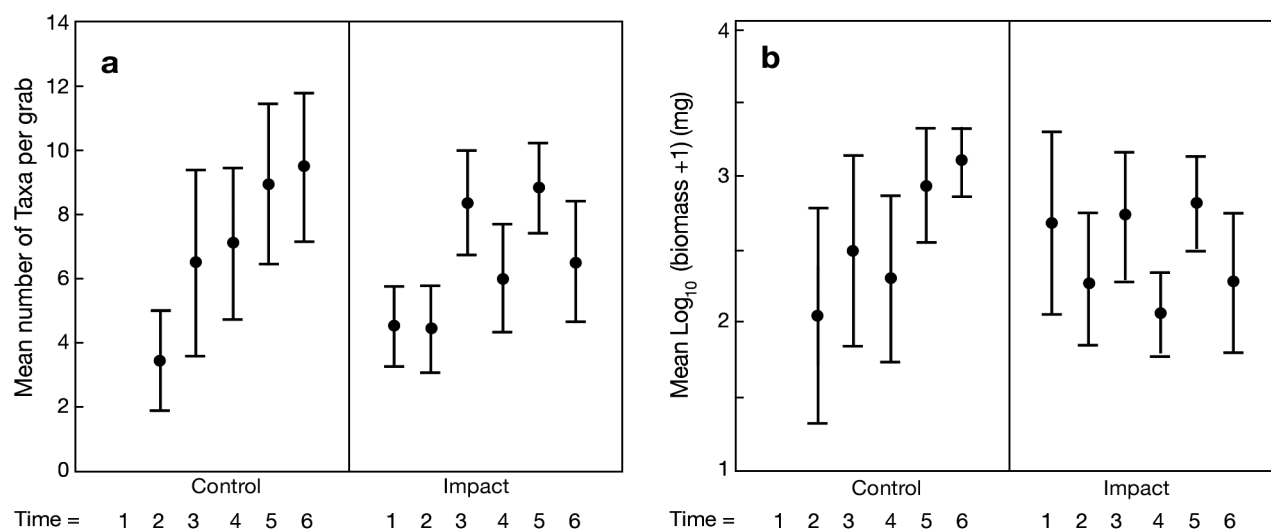 a
Mean number of Taxa per grab
14
12
10
8
6
4
2
0
Control Impact
Time = 1 2 3 4 5 6 1 2 3 4 5 6
b
Mean Log10 (biomass +1) (mg)
4
3
2
1
Control Impact
Time = 1 2 3 4 5 6 1 2 3 4 5 6